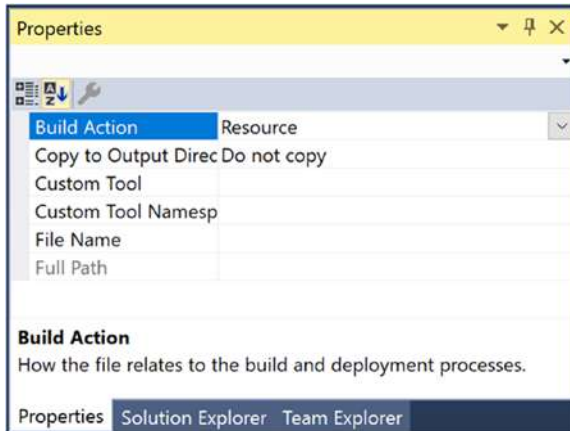 Properties
Build Action Resource
Copy to Output Direc Do not copy
Custom Tool
Custom Tool Namesp
File Name
Full Path
Build Action
How the file relates to the build and deployment processes.
Properties Solution Explorer Team Explorer